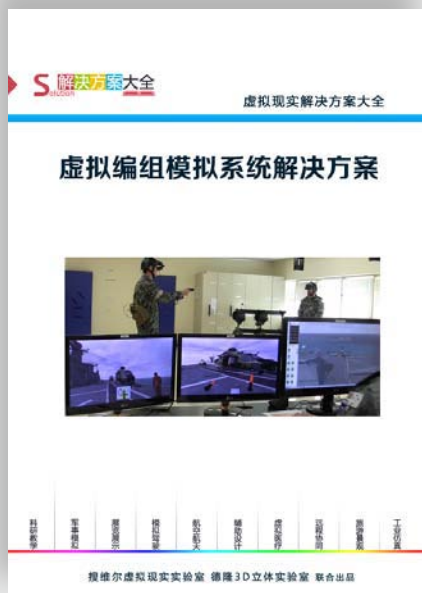 S 解决方案大全
Solution
虚拟现实解决方案大全
虚拟编组模拟系统解决方案
科研教学
军事模拟
展览展示
模拟驾驶
航空航天
辅助设计
虚拟医疗
远程协同
旅游景观
工业仿真
搜维尔虚拟现实实验室 德隆3D立体实验室 联合出品